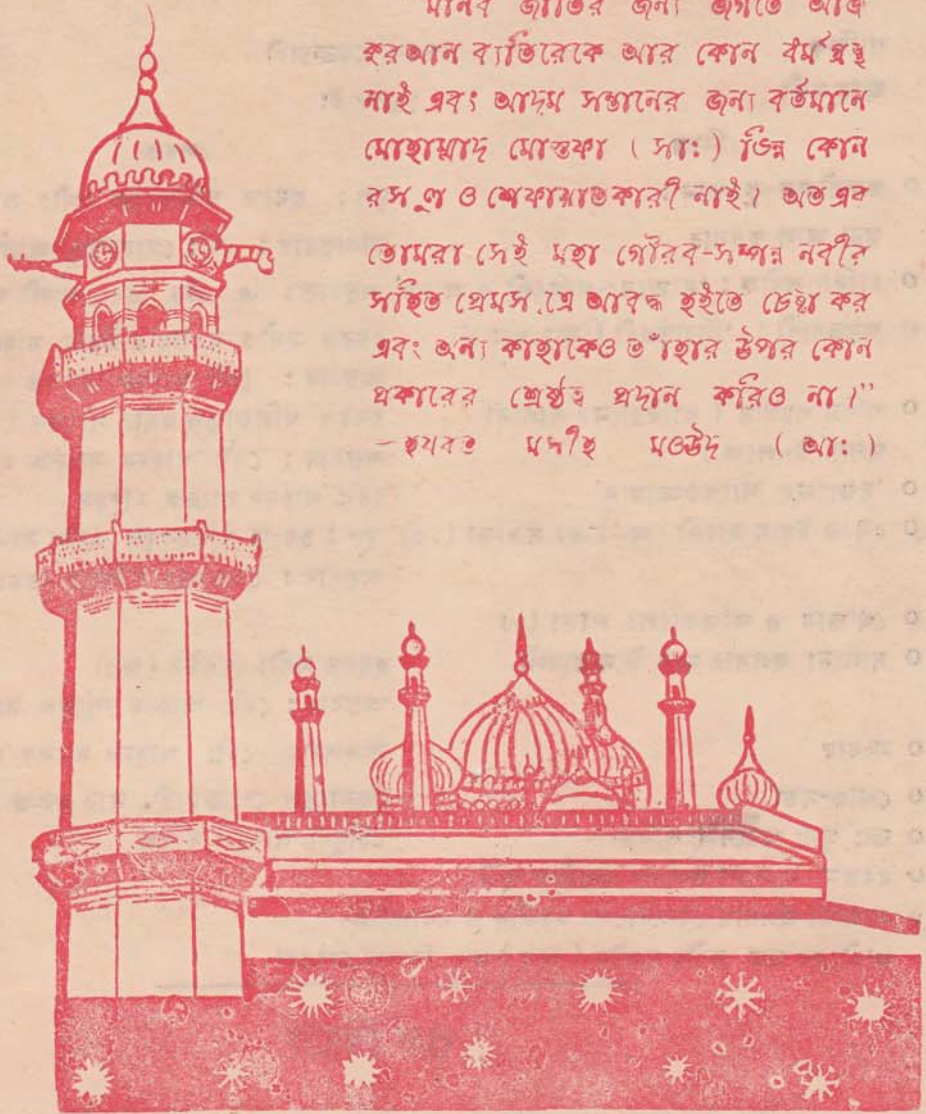 মানব জাতির জন্য জগতে আজ
কুরআন ব্যতিরেকে আর কোন ধর্ম গ্রন্থ
নাই এবং আদম সন্তানের জন্য বর্তমানে
মোহাম্মাদ মোস্তফা ( সাঃ ) ভিন্ন কোন
রসূল ও শেফায়াতকারী নাই। অতএব
তোমরা সেই মহা গৌরব-সম্পন্ন নবীর
সহিত প্রেমসূত্রে আবদ্ধ হইতে চেষ্টা কর
এবং অন্য কাহাকেও তাঁহার উপর কোন
প্রকারের শ্রেষ্ঠত্ব প্রদান করিও না।"
-হযরত মসীহ মওউদ ( আঃ )